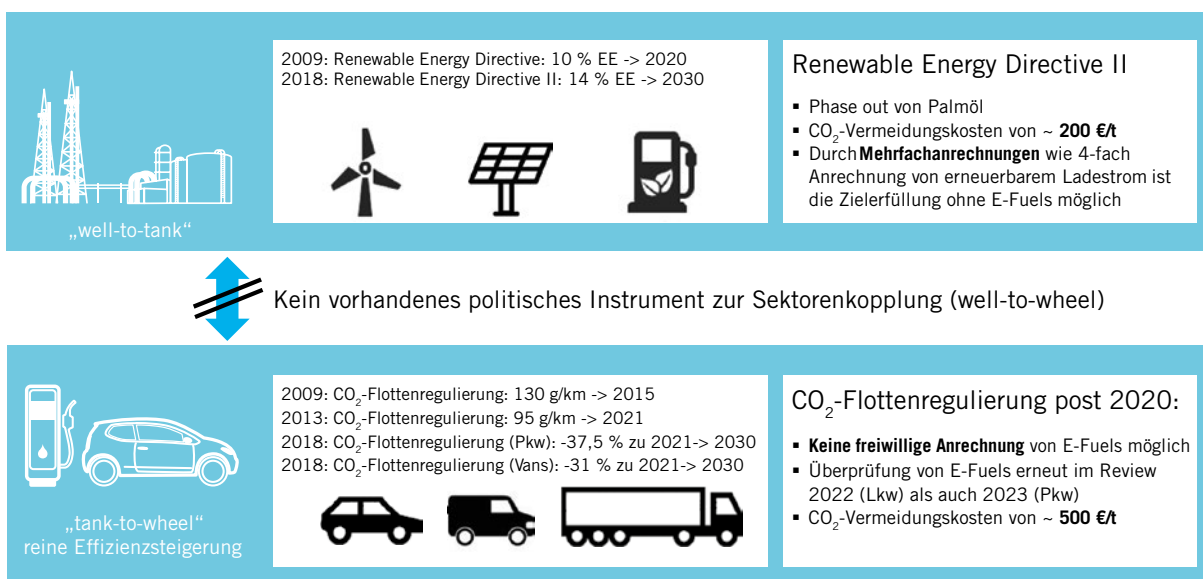 2009: Renewable Energy Directive: 10 % EE -> 2020
2018: Renewable Energy Directive II: 14 % EE -> 2030
Renewable Energy Directive II
▪ Phase out von Palmöl
▪ CO₂-Vermeidungskosten von ~ 200 €/t
▪ Durch Mehrfachanrechnungen wie 4-fach
Anrechnung von erneuerbarem Ladestrom ist
die Zielerfüllung ohne E-Fuels möglich
„well-to-tank“
Kein vorhandenes politisches Instrument zur Sektorenkopplung (well-to-wheel)
2009: CO₂-Flottenregulierung: 130 g/km -> 2015
2013: CO₂-Flottenregulierung: 95 g/km -> 2021
2018: CO₂-Flottenregulierung (Pkw): -37,5 % zu 2021-> 2030
2018: CO₂-Flottenregulierung (Vans): -31 % zu 2021-> 2030
CO₂-Flottenregulierung post 2020:
▪ Keine freiwillige Anrechnung von E-Fuels möglich
▪ Überprüfung von E-Fuels erneut im Review
2022 (Lkw) als auch 2023 (Pkw)
▪ CO₂-Vermeidungskosten von ~ 500 €/t
„tank-to-wheel“
reine Effizienzsteigerung